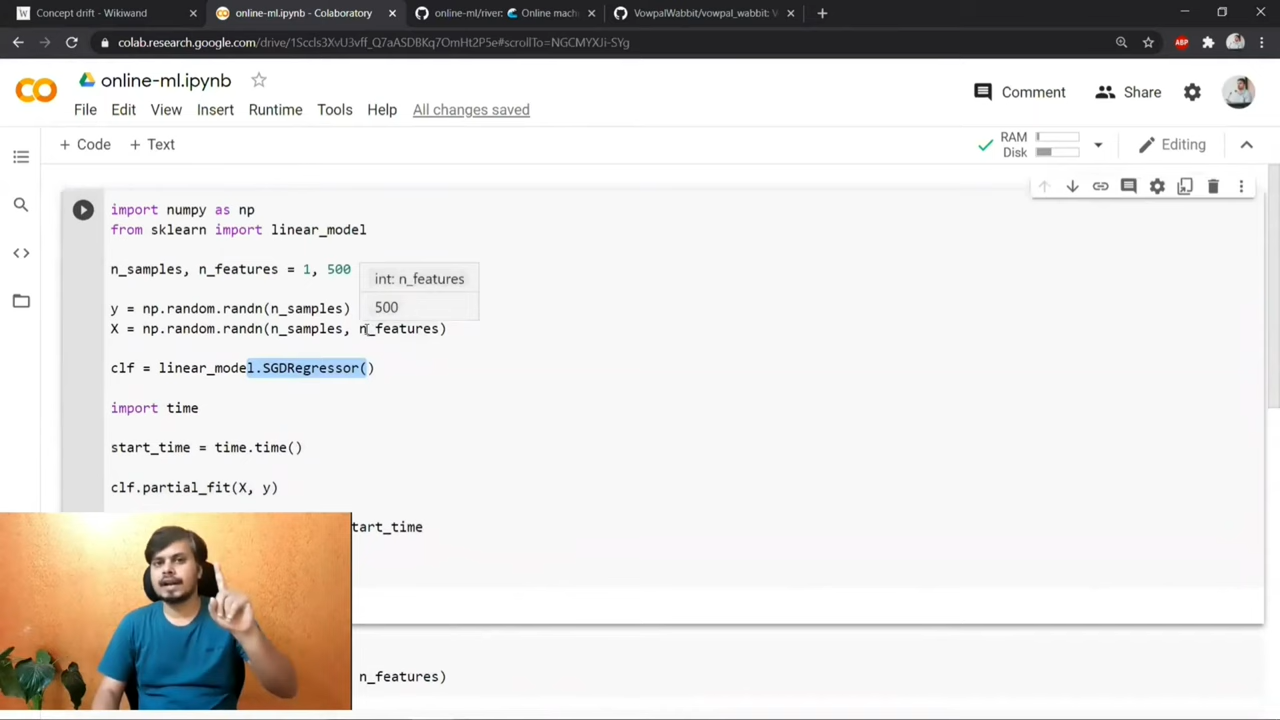 Concept drift - Wikiwand
online-ml.ipynb - Colaboratory
online-ml/river: Online mach
VowpalWabbit/vowpal_wabbit: V
colab.research.google.com/drive/1Sccls3XvU3vff_Q7aASDBKq7OmHt2P5e#scrollTo=NGCMYXJi-SYg
ABP
online-ml.ipynb
File Edit View Insert Runtime Tools Help All changes saved
Comment Share
+ Code + Text
RAM
Disk
Editing
import numpy as np
from sklearn import linear_model
n_samples, n_features = 1, 500
int: n_features
500
y = np.random.randn(n_samples)
X = np.random.randn(n_samples, n_features)
clf = linear_model.SGDRegressor()
import time
start_time = time.time()
clf.partial_fit(X, y)
tart_time
n_features)